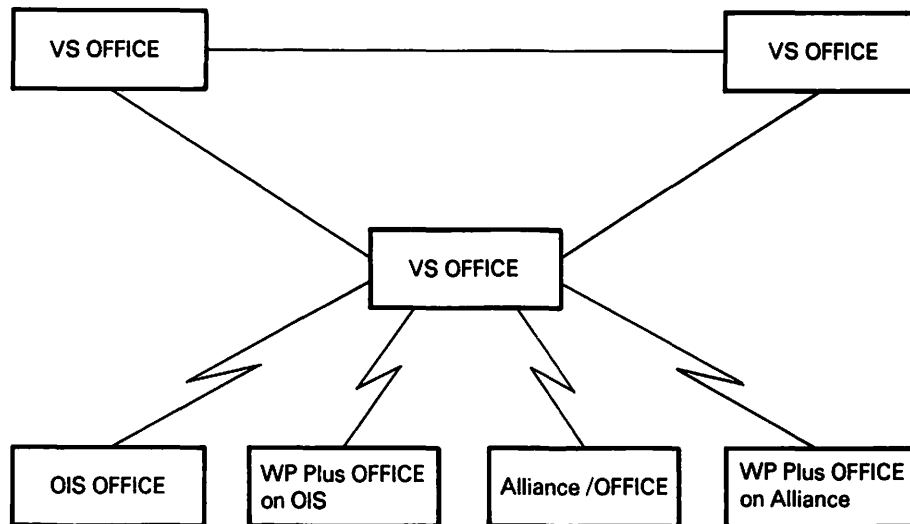 VS OFFICE
VS OFFICE
VS OFFICE
OIS OFFICE
WP Plus OFFICE
on OIS
Alliance /OFFICE
WP Plus OFFICE
on Alliance